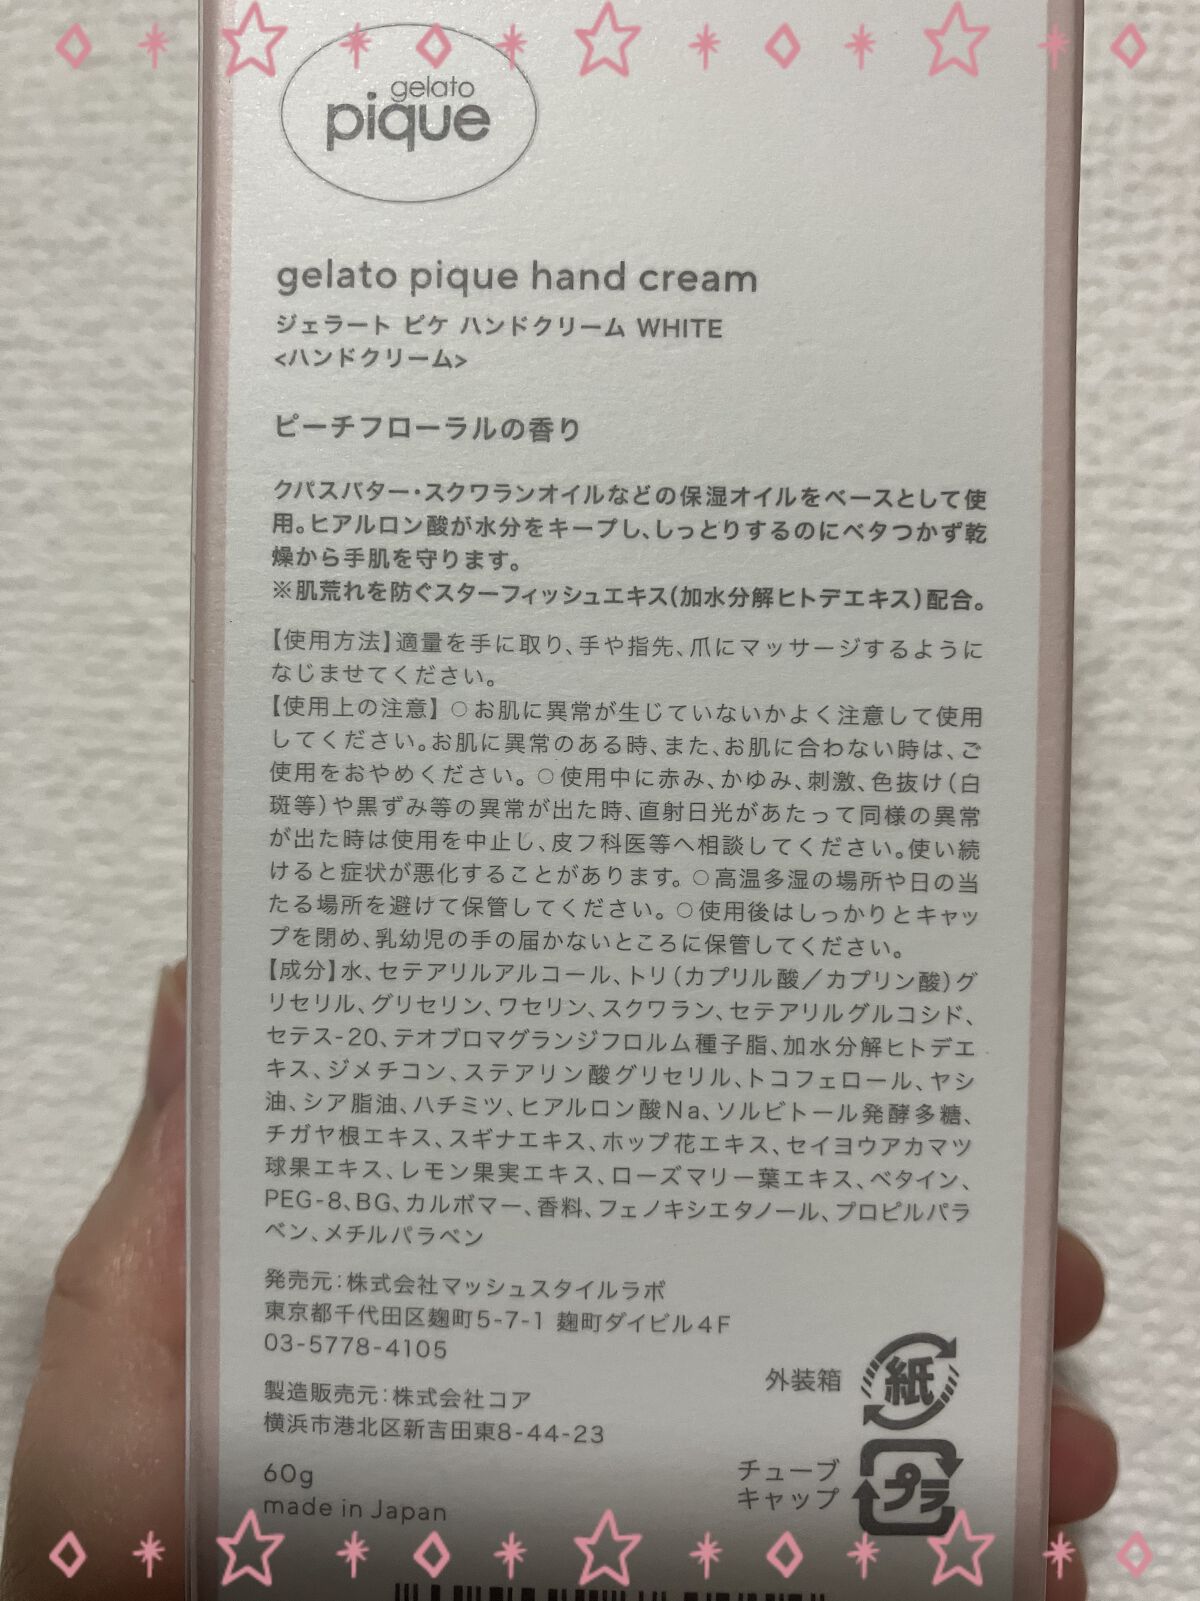 gelato
pique
gelato pique hand cream
ジェラート ピケ ハンドクリーム WHITE
<ハンドクリーム>
ピーチフローラルの香り
クパスバター・スクワランオイルなどの保湿オイルをベースとして使
用。ヒアルロン酸が水分をキープし、しっとりするのにベタつかず乾
燥から手肌を守ります。
※肌荒れを防ぐスターフィッシュエキス(加水分解ヒトデエキス)配合。
【使用方法】適量を手に取り、手や指先、爪にマッサージするように
なじませてください。
【使用上の注意】○お肌に異常が生じていないかよく注意して使用
してください。お肌に異常のある時、また、お肌に合わない時は、ご
使用をおやめください。○使用中に赤み、かゆみ、刺激、色抜け(白
斑等)や黒ずみ等の異常が出た時、直射日光があたって同様の異常
が出た時は使用を中止し、皮フ科医等へ相談してください。使い続
けると症状が悪化することがあります。○高温多湿の場所や日の当
たる場所を避けて保管してください。○使用後はしっかりとキャッ
プを閉め、乳幼児の手の届かないところに保管してください。
【成分】水、セテアリルアルコール、トリ(カプリル酸/カプリン酸)グ
リセリル、グリセリン、ワセリン、スクワラン、セテアリルグルコシド、
セテス-20、テオブロマグランジフロルム種子脂、加水分解ヒトデエ
キス、ジメチコン、ステアリン酸グリセリル、トコフェロール、ヤシ
油、シア脂油、ハチミツ、ヒアルロン酸Na、ソルビトール発酵多糖、
チガヤ根エキス、スギナエキス、ホップ花エキス、セイヨウアカマツ
球果エキス、レモン果実エキス、ローズマリー葉エキス、ベタイン、
PEG-8、BG、カルボマー、香料、フェノキシエタノール、プロピルパラ
ベン、メチルパラベン
発売元:株式会社マッシュスタイルラボ
東京都千代田区麹町5-7-1 麹町ダイビル4F
03-5778-4105
製造販売元:株式会社コア
横浜市港北区新吉田東8-44-23
60g
made in Japan
外装箱
紙
チューブ
キャップ
プラ